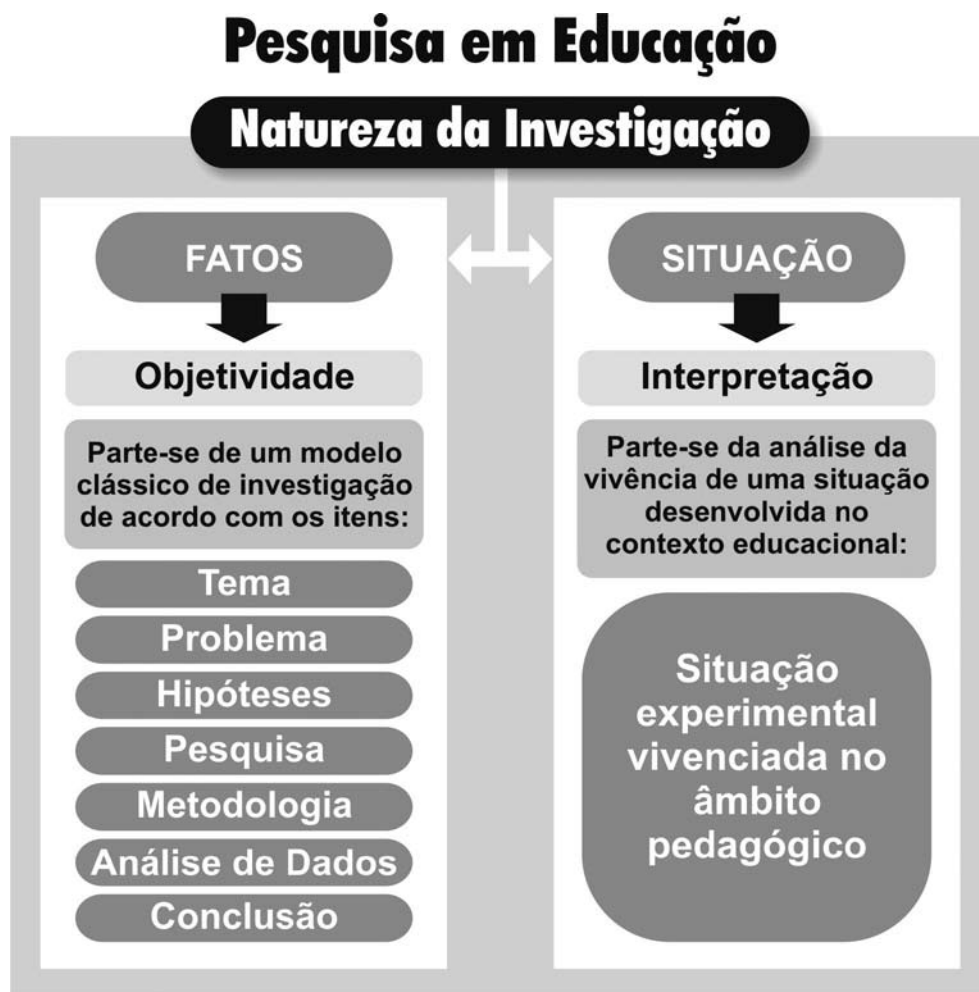 Pesquisa em Educação
Natureza da Investigação
FATOS
Objetividade
Parte-se de um modelo
clássico de investigação
de acordo com os itens:
Tema
Problema
Hipóteses
Pesquisa
Metodologia
Análise de Dados
Conclusão
SITUAÇÃO
Interpretação
Parte-se da análise da
vivência de uma situação
desenvolvida no
contexto educacional:
Situação
experimental
vivenciada no
âmbito
pedagógico